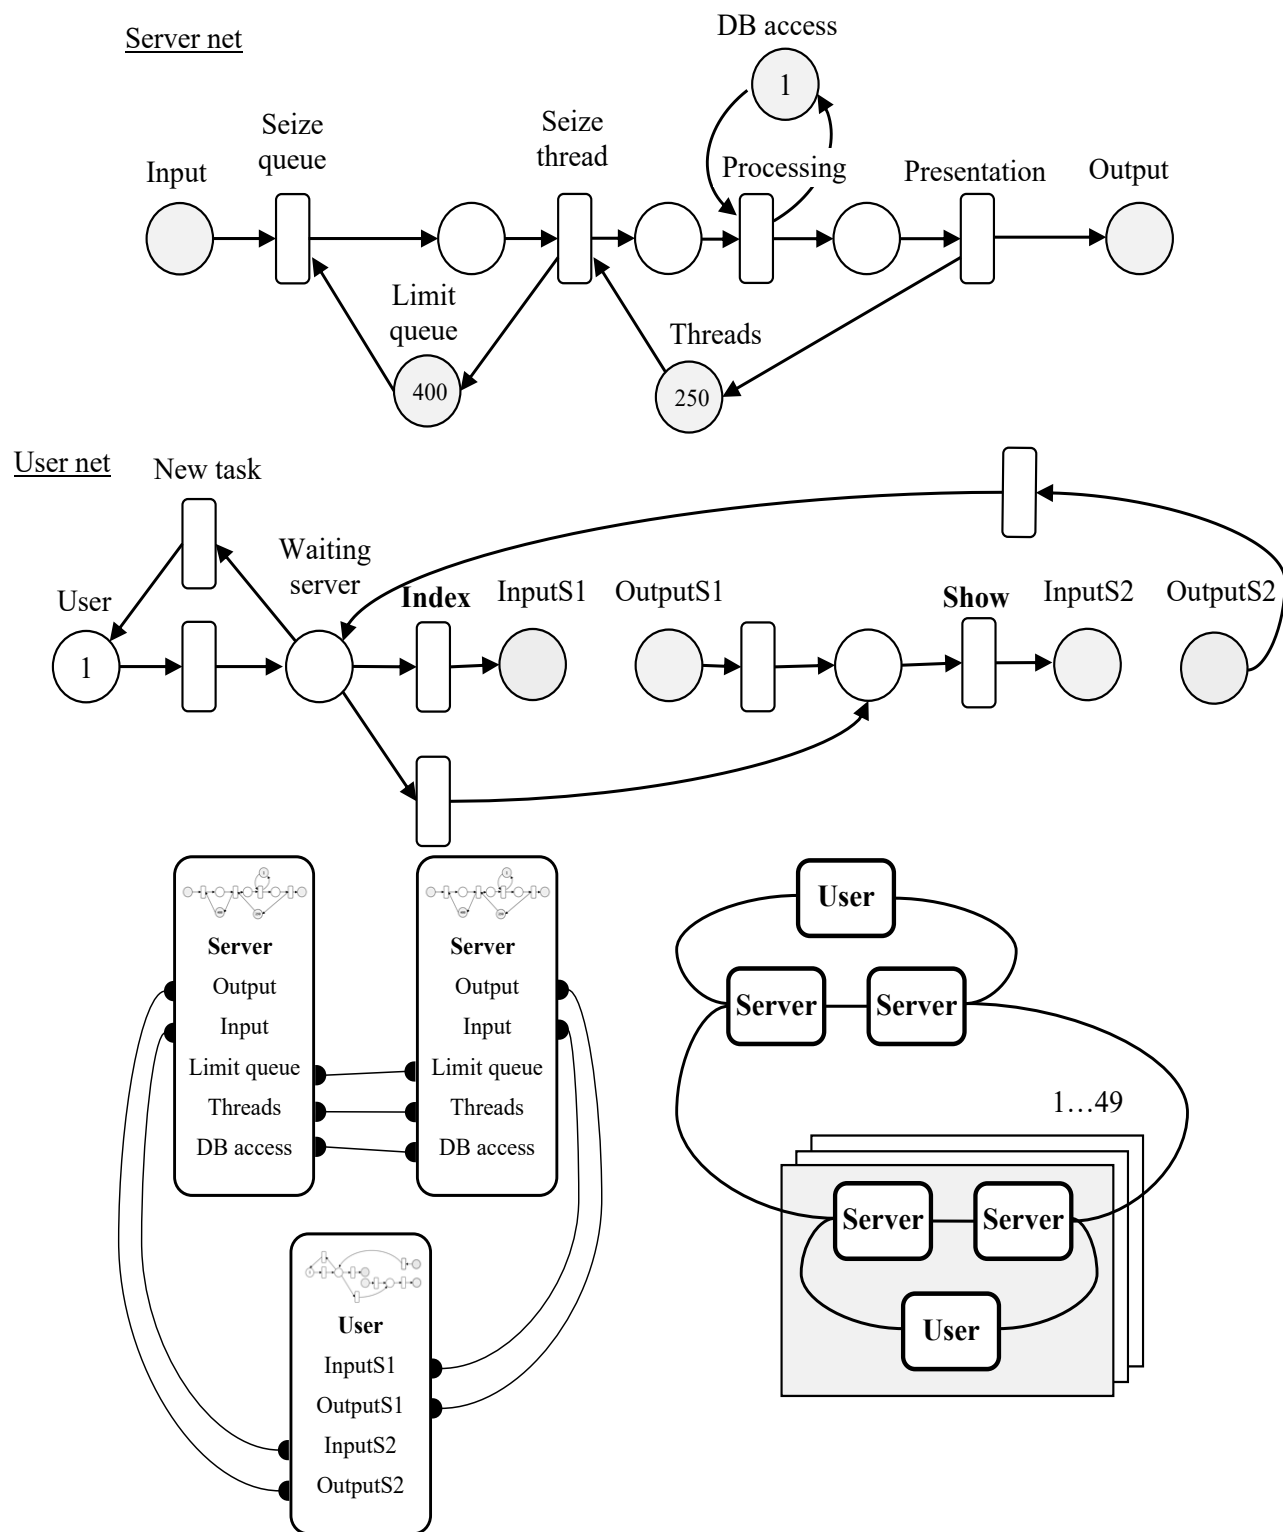 Server net
DB access
1
Seize
queue
Seize
thread
Input
Processing
Presentation
Output
Limit
queue
400
Threads
250
User net
New task
Waiting
server
User
1
Index
InputS1
OutputS1
Show
InputS2
OutputS2
Server
Output
Input
Limit queue
Threads
DB access
Server
Output
Input
Limit queue
Threads
DB access
User
InputS1
OutputS1
InputS2
OutputS2
User
Server
Server
1…49
Server
Server
User